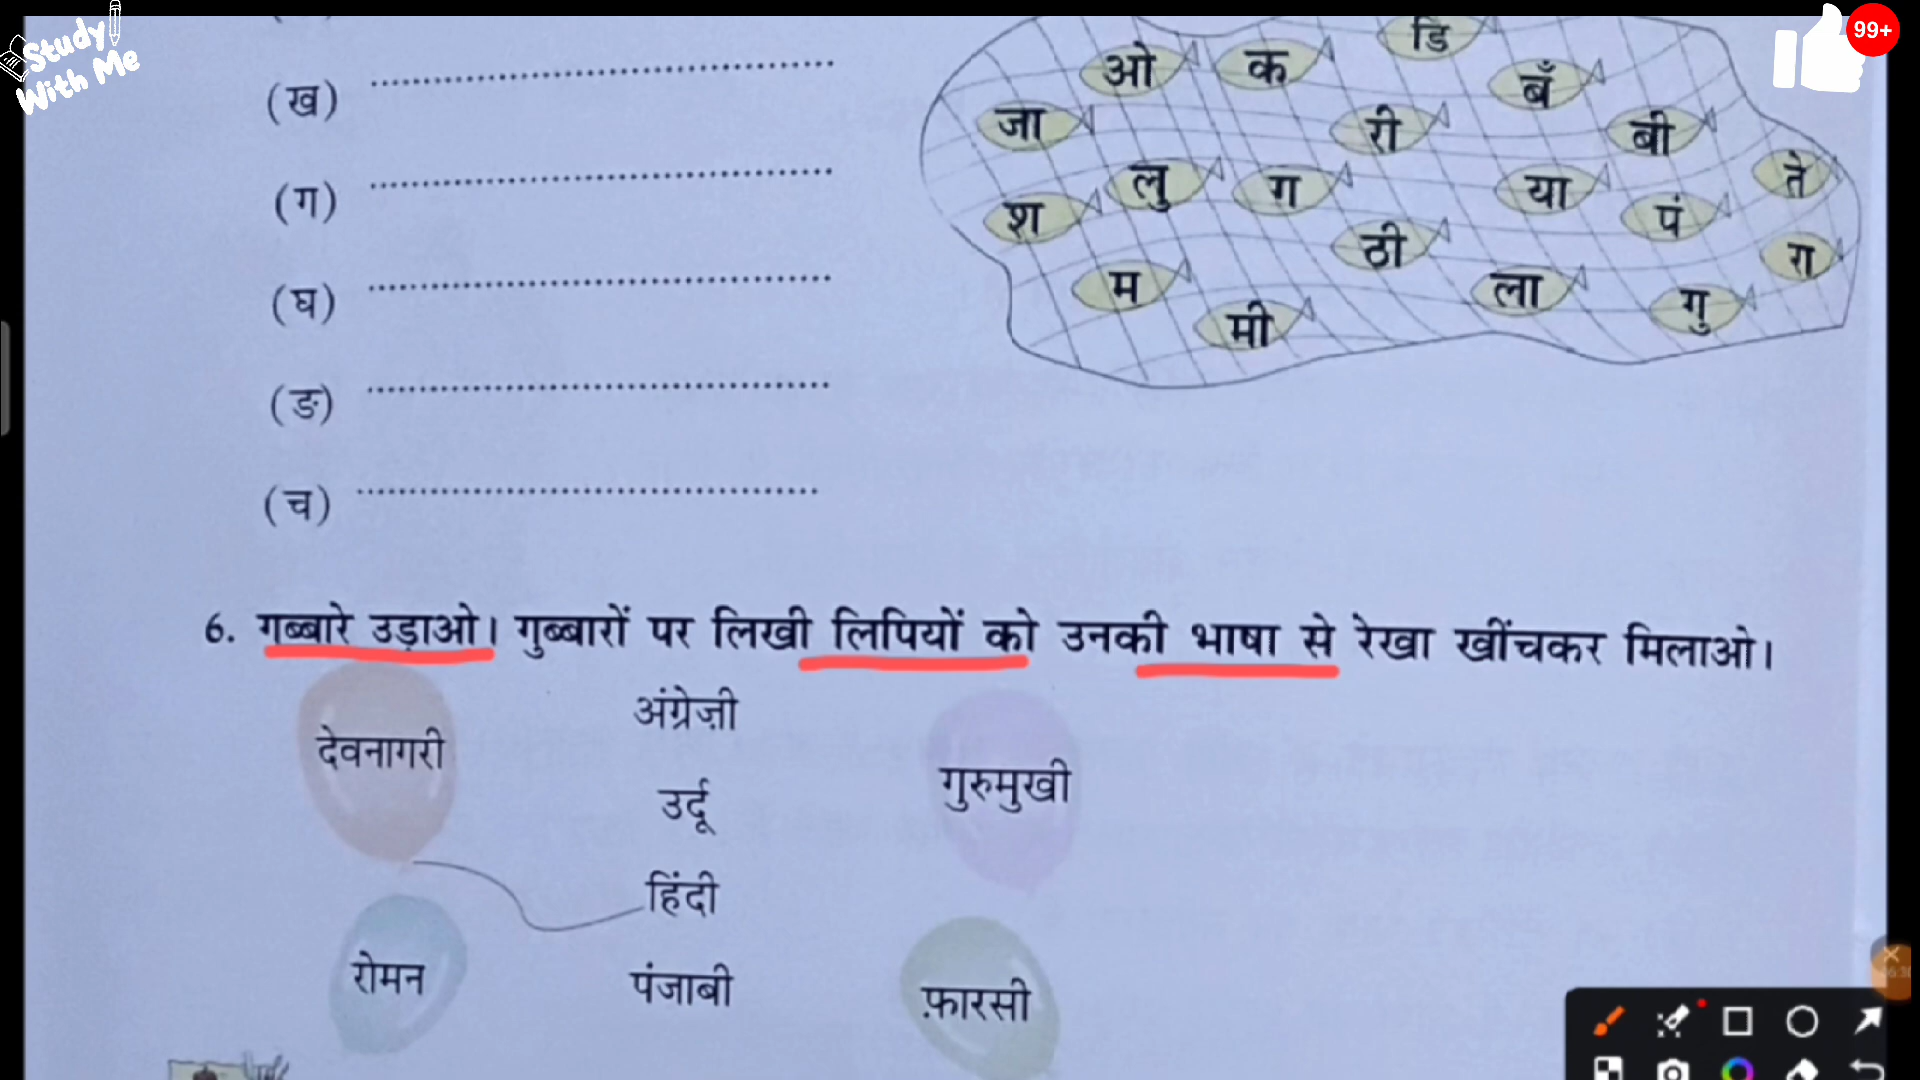 Study
With Me
99+
(ख)
(ग)
(घ)
(ङ)
(च)
डि
ओ क बँ
जा री बी
लु ग या पं ते
श ठी रा
म मी ला गु
6. गब्बारे उड़ाओ। गुब्बारों पर लिखी लिपियों को उनकी भाषा से रेखा खींचकर मिलाओ।
देवनागरी
अंग्रेज़ी
गुरुमुखी
उर्दू
हिंदी
रोमन
पंजाबी
फ़ारसी